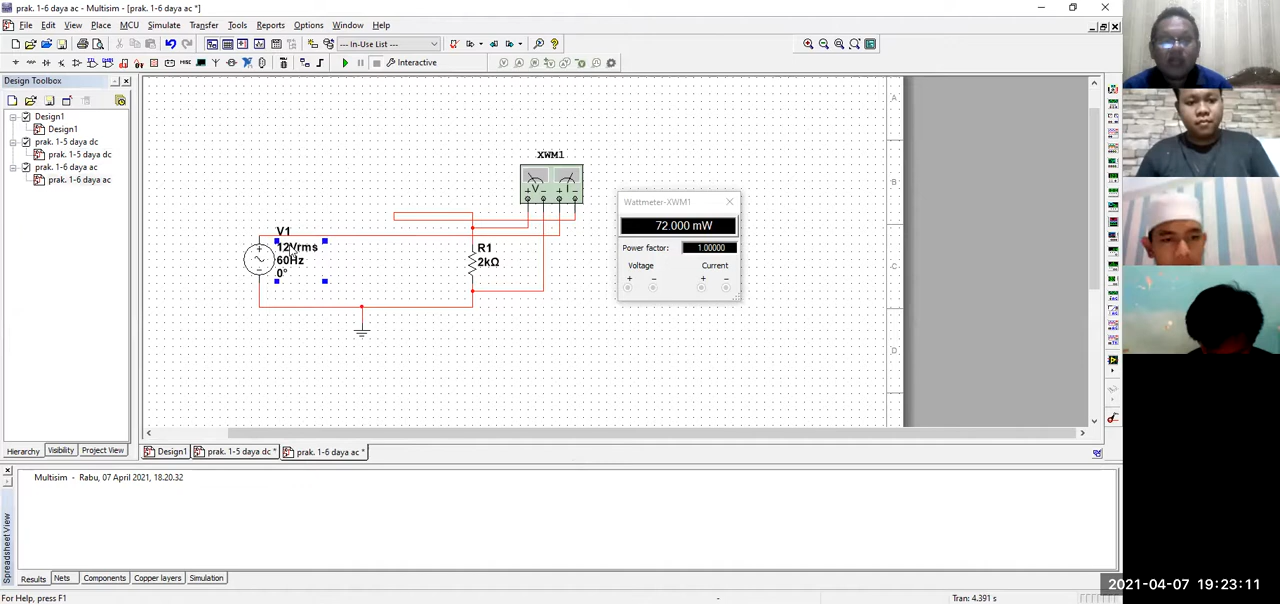 prak. 1-6 daya ac - Multisim - [prak. 1-6 daya ac *]
File Edit View Place MCU Simulate Transfer Tools Reports Options Window Help
--- In-Use List ---
Interactive
Design Toolbox
Design1
Design1
prak. 1-5 daya dc
prak. 1-5 daya dc
prak. 1-6 daya ac
prak. 1-6 daya ac
A
B
C
D
XWM1
V I
V1
12Vrms
60Hz
0°
R1
2kΩ
Wattmeter-XWM1
72.000 mW
Power factor: 1.00000
Voltage Current
+ - + -
Hierarchy Visibility Project View
Design1 prak. 1-5 daya dc * prak. 1-6 daya ac *
Multisim - Rabu, 07 April 2021, 18.20.32
Spreadsheet View
Results Nets Components Copper layers Simulation
For Help, press F1
-
Tran: 4.391 s
2021-04-07 19:23:11